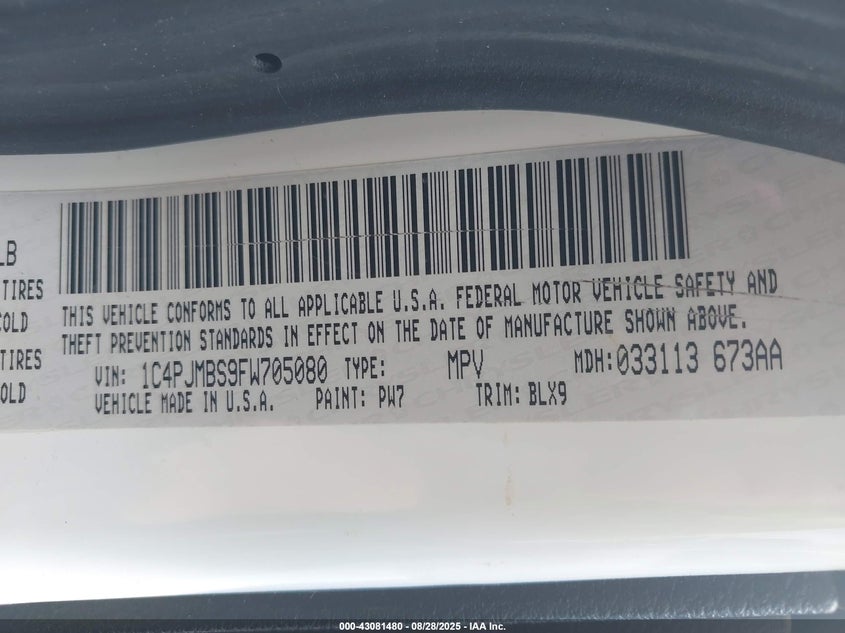 LB
TIRES
COLD
TIRES
OLD
THIS VEHICLE CONFORMS TO ALL APPLICABLE U.S.A. FEDERAL MOTOR VEHICLE SAFETY AND
THEFT PREVENTION STANDARDS IN EFFECT ON THE DATE OF MANUFACTURE SHOWN ABOVE.
VIN: 1C4PJMBS9FW705080 TYPE: MPV MDH:033113 673AA
VEHICLE MADE IN U.S.A. PAINT: PW7 TRIM: BLX9
000-43081480 - 08/28/2025 - IAA Inc.